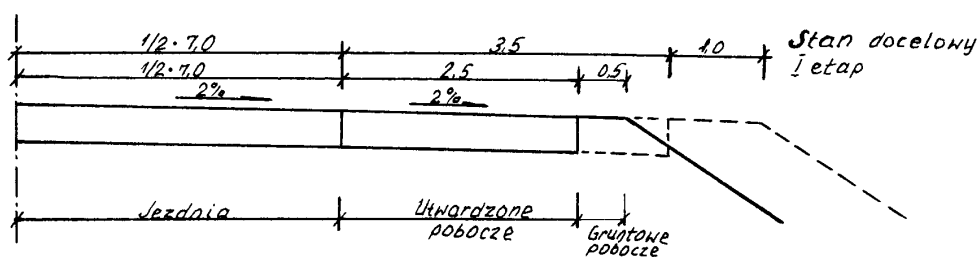 1/2·7,0 3,5 1,0 Stan docelowy
1/2·7,0 2,5 0,5 I etap
2% 2%
Jezdnia Utwardzone pobocze Gruntowe pobocze